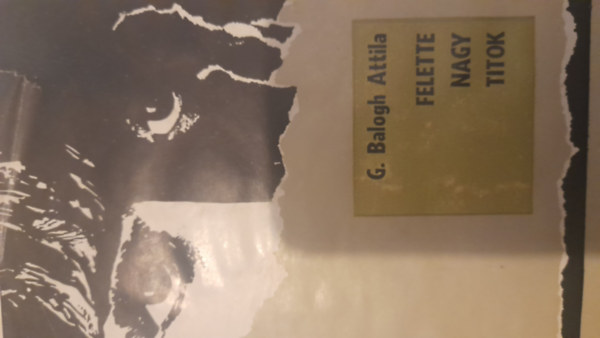 G. Balogh Attila
FELETTE
NAGY
TITOK